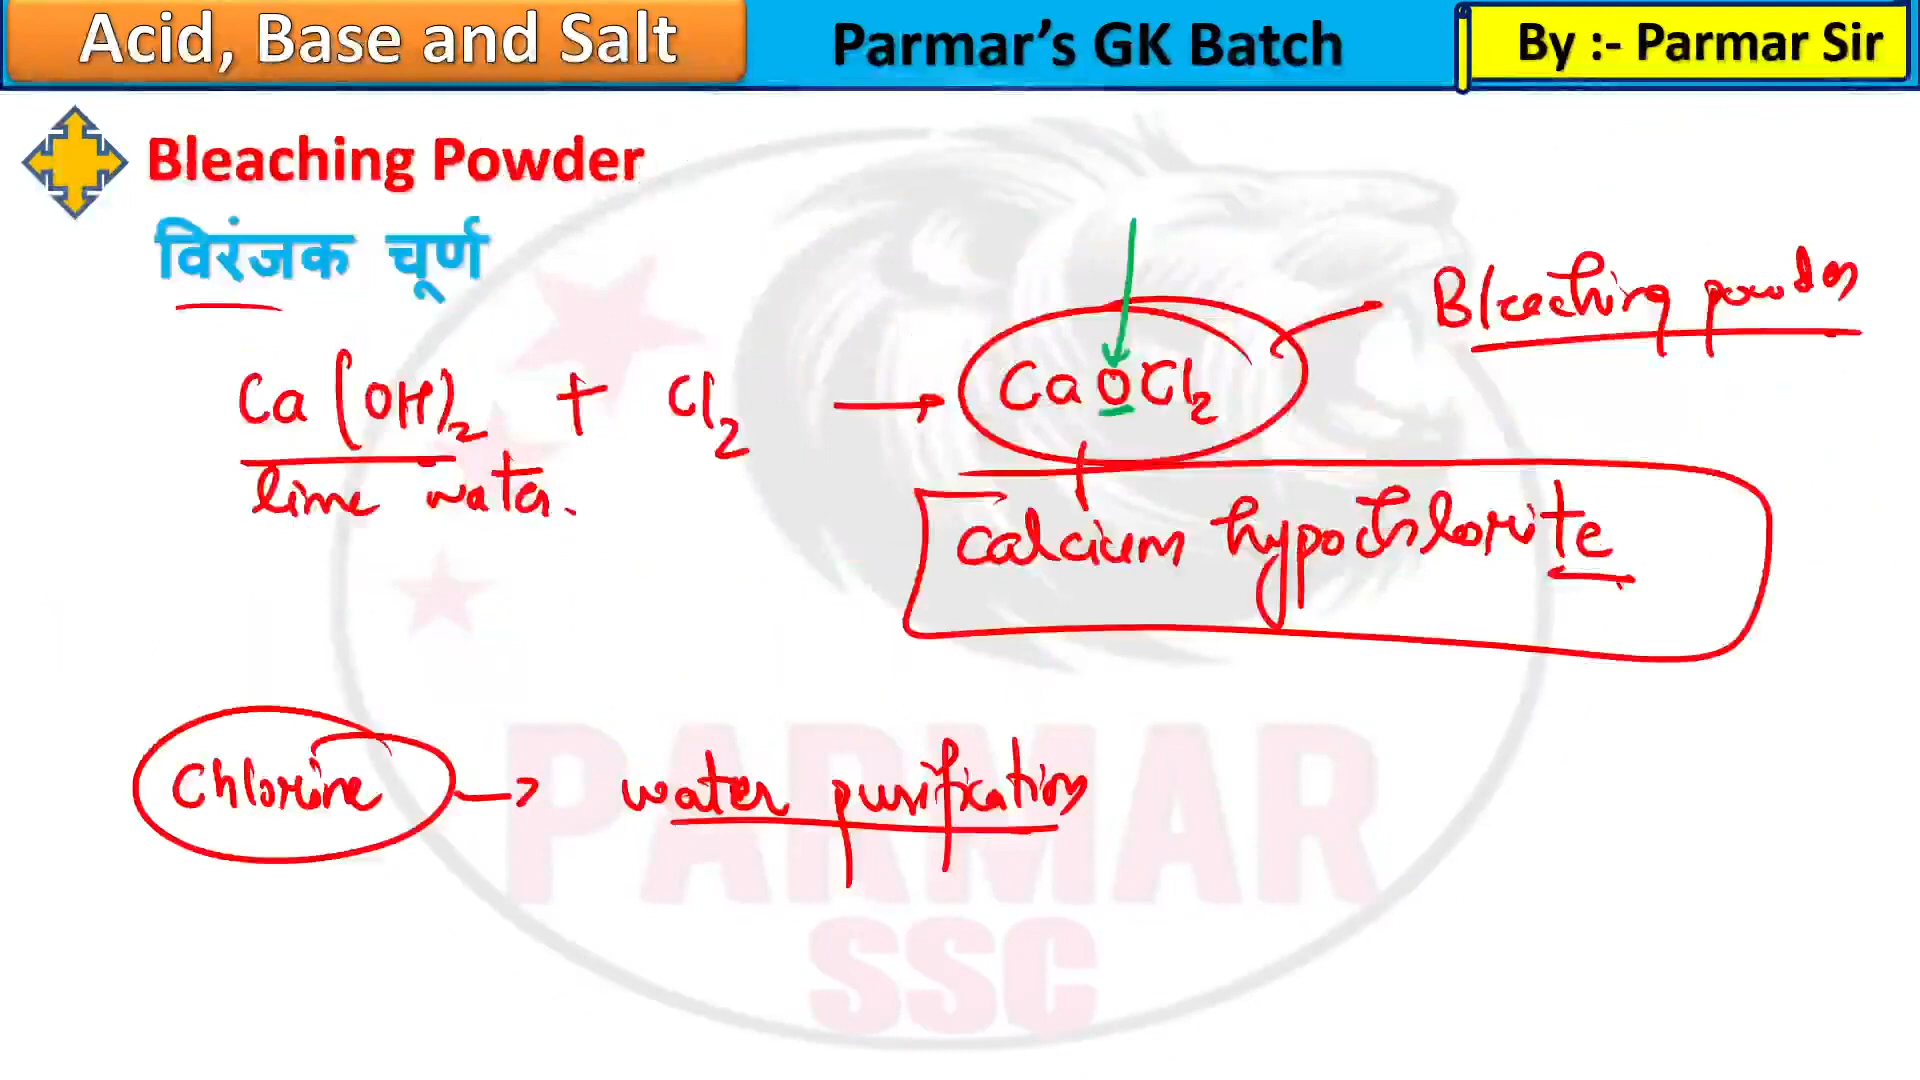 Acid, Base and Salt
Parmar's GK Batch
By :- Parmar Sir
Bleaching Powder
विरंजक चूर्ण
Bleaching powder
Ca(OH)₂ + Cl₂ → CaOCl₂
lime water.
calcium hypochlorite
Chlorine → water purification
PARMAR
SSC